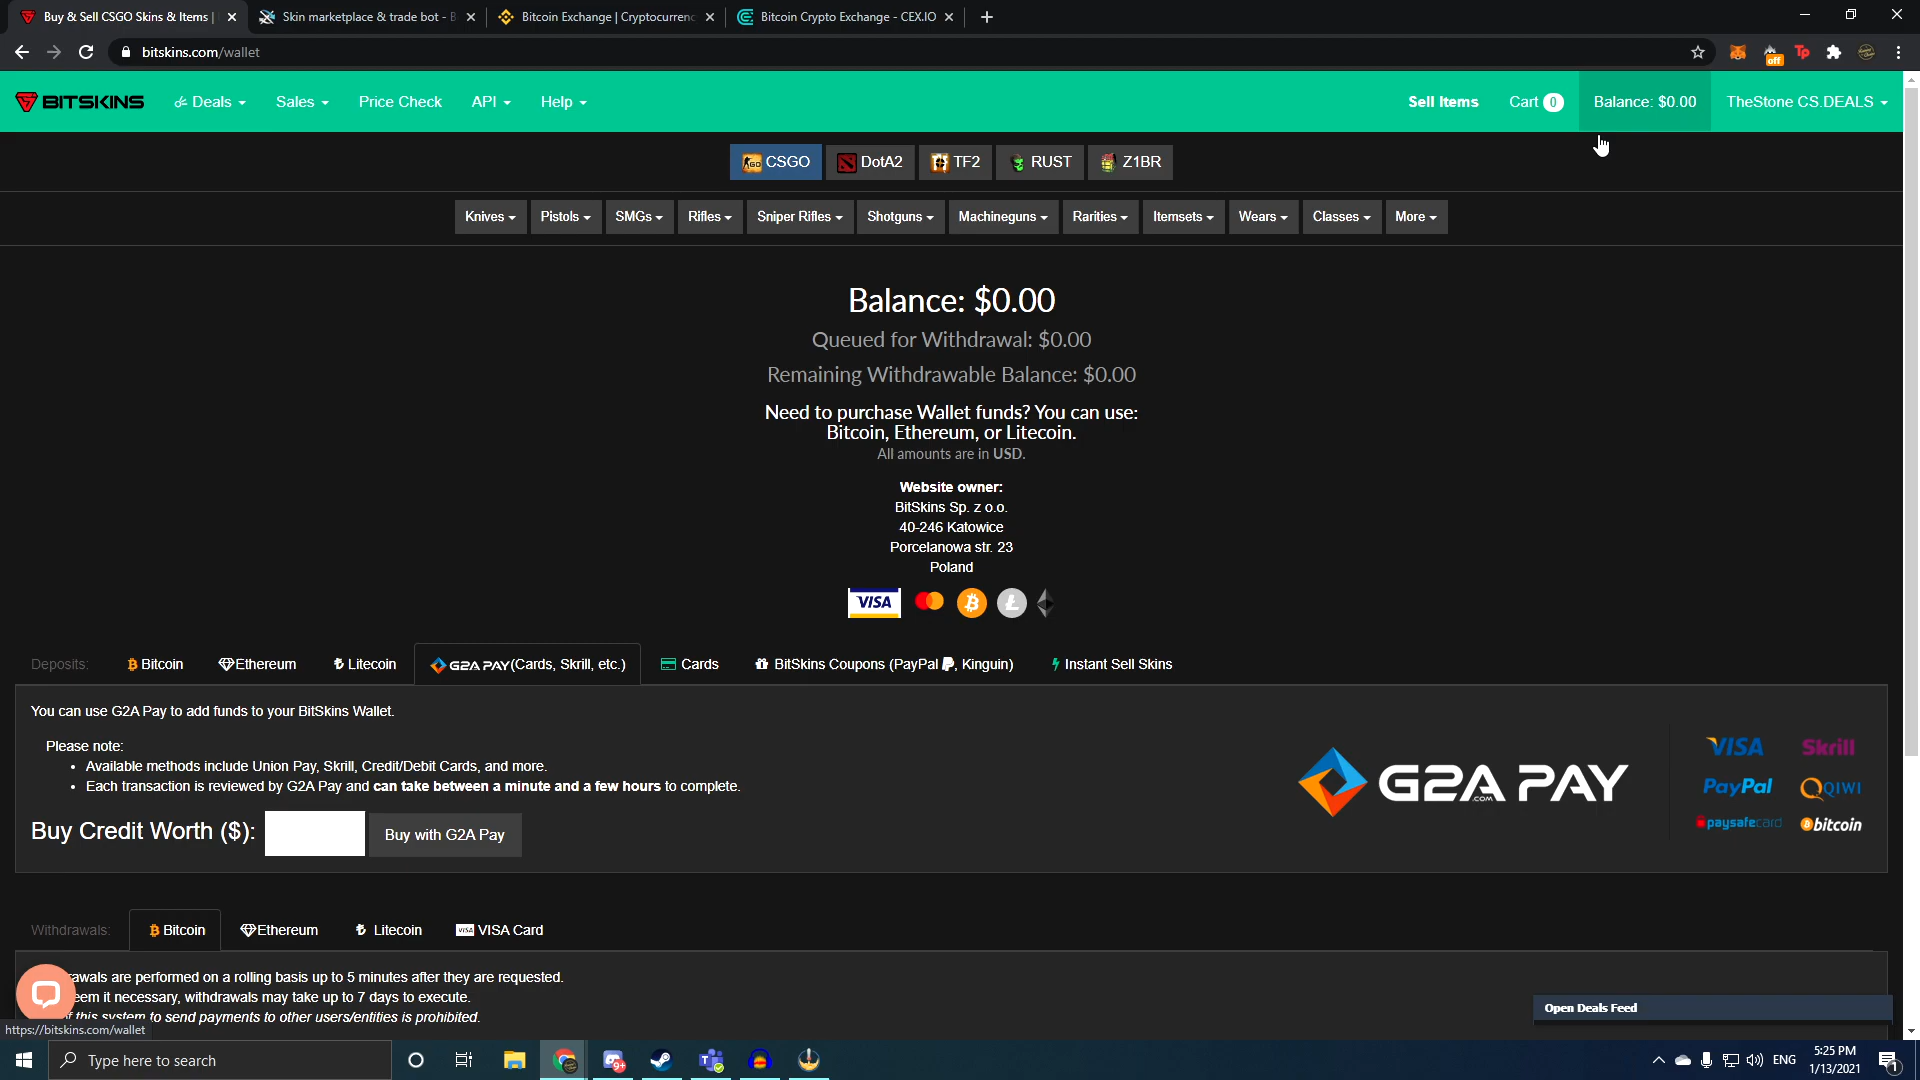 Buy & Sell CSGO Skins & Items |
Skin marketplace & trade bot - B
Bitcoin Exchange | Cryptocurrenc
Bitcoin Crypto Exchange - CEX.IO
bitskins.com/wallet
off
Tp
BITSKINS
Deals
Sales
Price Check
API
Help
Sell Items
Cart 0
Balance: $0.00
TheStone CS.DEALS
CSGO
DotA2
TF2
RUST
Z1BR
Knives
Pistols
SMGs
Rifles
Sniper Rifles
Shotguns
Machineguns
Rarities
Itemsets
Wears
Classes
More
Balance: $0.00
Queued for Withdrawal: $0.00
Remaining Withdrawable Balance: $0.00
Need to purchase Wallet funds? You can use:
Bitcoin, Ethereum, or Litecoin.
All amounts are in USD.
Website owner:
BitSkins Sp. z o.o.
40-246 Katowice
Porcelanowa str. 23
Poland
VISA
Deposits:
Bitcoin
Ethereum
Litecoin
G2A PAY(Cards, Skrill, etc.)
Cards
BitSkins Coupons (PayPal, Kinguin)
Instant Sell Skins
You can use G2A Pay to add funds to your BitSkins Wallet.
Please note:
• Available methods include Union Pay, Skrill, Credit/Debit Cards, and more.
• Each transaction is reviewed by G2A Pay and can take between a minute and a few hours to complete.
Buy Credit Worth ($):
Buy with G2A Pay
G2A PAY
.COM
VISA
Skrill
PayPal
QIWI
paysafecard
bitcoin
Withdrawals:
Bitcoin
Ethereum
Litecoin
VISA
VISA Card
rawals are performed on a rolling basis up to 5 minutes after they are requested.
eem it necessary, withdrawals may take up to 7 days to execute.
f this system to send payments to other users/entities is prohibited.
Open Deals Feed
https://bitskins.com/wallet
Type here to search
9+
ENG
5:25 PM
1/13/2021
1